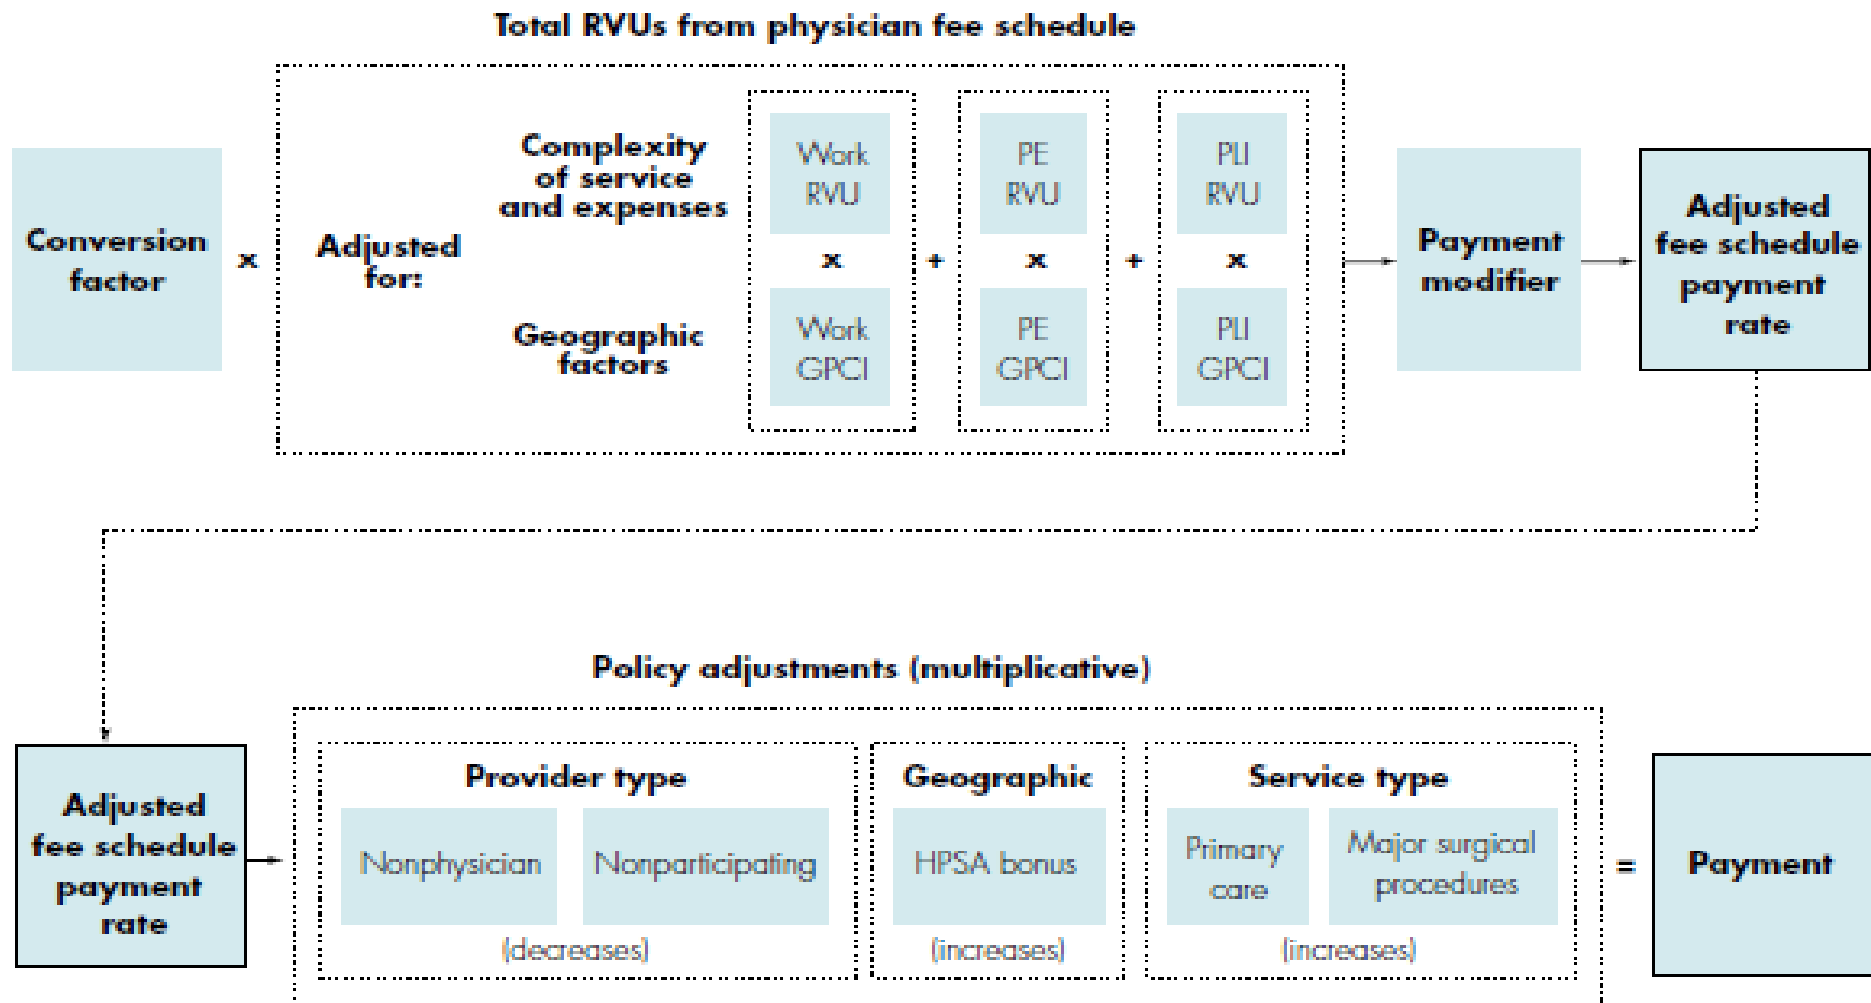 Total RVUs from physician fee schedule
Conversion
factor
x
Adjusted
for:
Complexity
of service
and expenses
Geographic
factors
Work
RVU
x
Work
GPCI
+
PE
RVU
x
PE
GPCI
+
PLI
RVU
x
PLI
GPCI
Payment
modifier
Adjusted
fee schedule
payment
rate
Policy adjustments (multiplicative)
Adjusted
fee schedule
payment
rate
Provider type
Nonphysician
Nonparticipating
(decreases)
Geographic
HPSA bonus
(increases)
Service type
Primary
care
Major surgical
procedures
(increases)
=
Payment